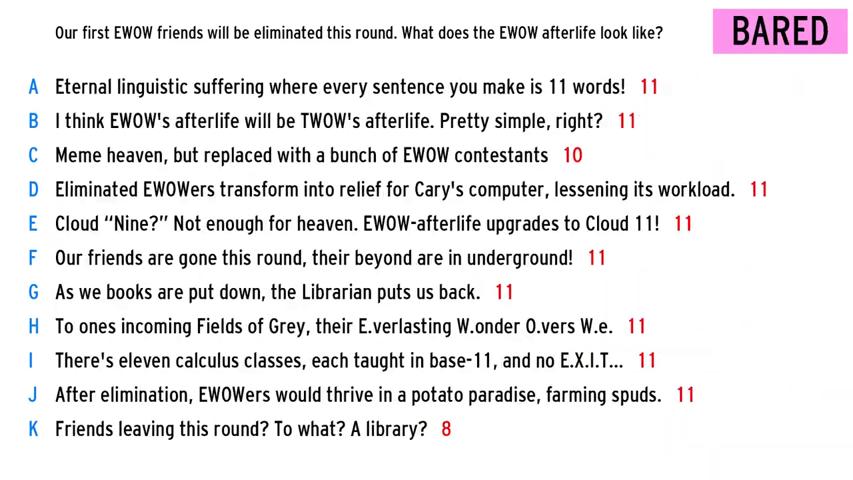 Our first EWOW friends will be eliminated this round. What does the EWOW afterlife look like?
BARED
A Eternal linguistic suffering where every sentence you make is 11 words! 11
B I think EWOW's afterlife will be TWOW's afterlife. Pretty simple, right? 11
C Meme heaven, but replaced with a bunch of EWOW contestants 10
D Eliminated EWOWers transform into relief for Cary's computer, lessening its workload. 11
E Cloud “Nine?” Not enough for heaven. EWOW-afterlife upgrades to Cloud 11! 11
F Our friends are gone this round, their beyond are in underground! 11
G As we books are put down, the Librarian puts us back. 11
H To ones incoming Fields of Grey, their E.verlasting W.onder O.vers W.e. 11
I There's eleven calculus classes, each taught in base-11, and no E.X.I.T... 11
J After elimination, EWOWers would thrive in a potato paradise, farming spuds. 11
K Friends leaving this round? To what? A library? 8